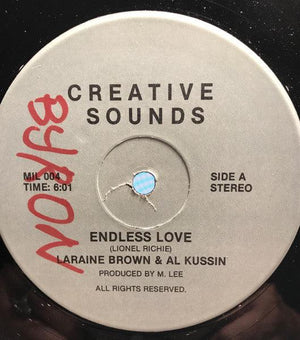 CREATIVE
SOUNDS
BYRON
MIL 004
TIME: 6:01
SIDE A
STEREO
ENDLESS LOVE
(LIONEL RICHIE)
LARAINE BROWN & AL KUSSIN
PRODUCED BY M. LEE
ALL RIGHTS RESERVED.